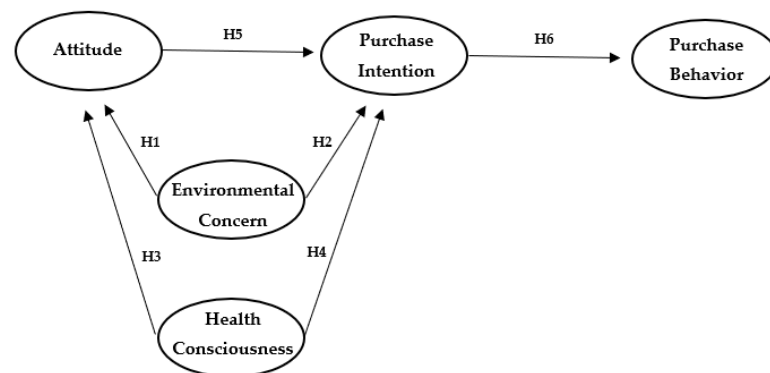 H5
H6
Attitude
Purchase
Intention
Purchase
Behavior
H1
H2
Environmental
Concern
H3
H4
Health
Consciousness